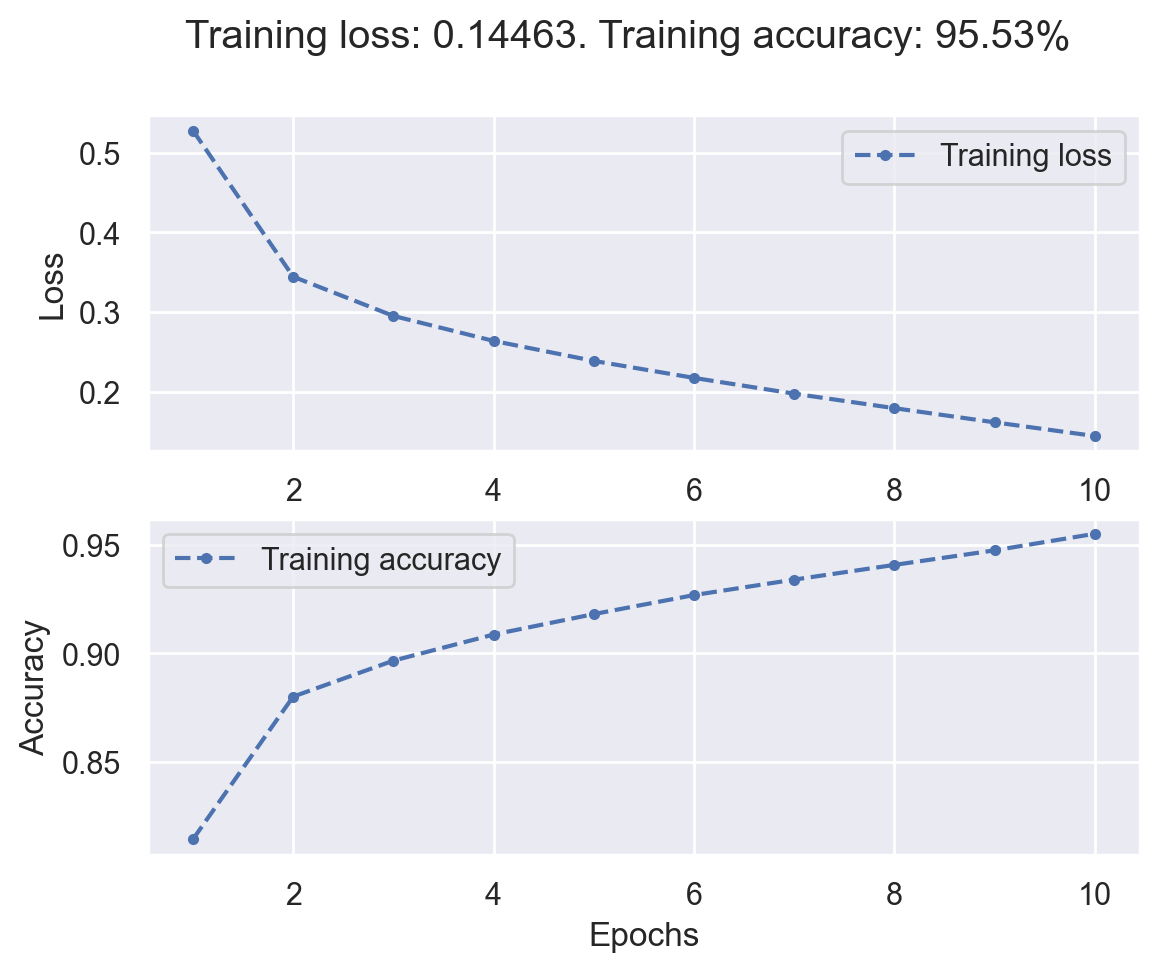 Training loss: 0.14463. Training accuracy: 95.53%
Training loss
Loss
0.5
0.4
0.3
0.2
2 4 6 8 10
Training accuracy
Accuracy
0.95
0.90
0.85
2 4 6 8 10
Epochs